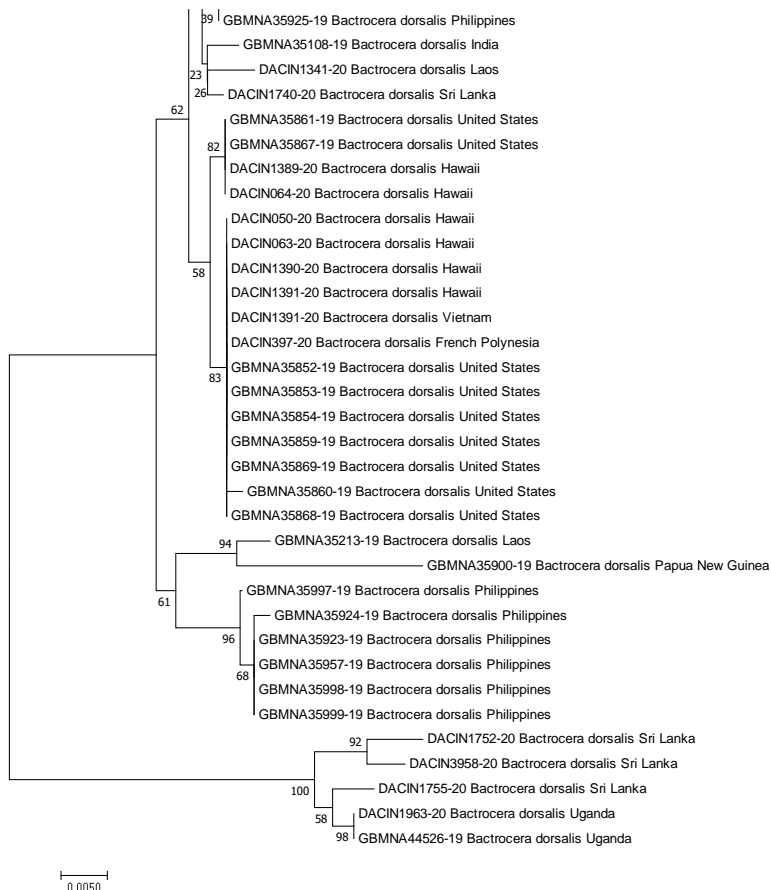 39
GBMNA35925-19 Bactrocera dorsalis Philippines
GBMNA35108-19 Bactrocera dorsalis India
DACIN1341-20 Bactrocera dorsalis Laos
23
26
DACIN1740-20 Bactrocera dorsalis Sri Lanka
62
GBMNA35861-19 Bactrocera dorsalis United States
82
GBMNA35867-19 Bactrocera dorsalis United States
DACIN1389-20 Bactrocera dorsalis Hawaii
DACIN064-20 Bactrocera dorsalis Hawaii
DACIN050-20 Bactrocera dorsalis Hawaii
DACIN063-20 Bactrocera dorsalis Hawaii
58
DACIN1390-20 Bactrocera dorsalis Hawaii
DACIN1391-20 Bactrocera dorsalis Hawaii
DACIN1391-20 Bactrocera dorsalis Vietnam
DACIN397-20 Bactrocera dorsalis French Polynesia
GBMNA35852-19 Bactrocera dorsalis United States
83
GBMNA35853-19 Bactrocera dorsalis United States
GBMNA35854-19 Bactrocera dorsalis United States
GBMNA35859-19 Bactrocera dorsalis United States
GBMNA35869-19 Bactrocera dorsalis United States
GBMNA35860-19 Bactrocera dorsalis United States
GBMNA35868-19 Bactrocera dorsalis United States
94
GBMNA35213-19 Bactrocera dorsalis Laos
GBMNA35900-19 Bactrocera dorsalis Papua New Guinea
61
GBMNA35997-19 Bactrocera dorsalis Philippines
GBMNA35924-19 Bactrocera dorsalis Philippines
96
GBMNA35923-19 Bactrocera dorsalis Philippines
GBMNA35957-19 Bactrocera dorsalis Philippines
68
GBMNA35998-19 Bactrocera dorsalis Philippines
GBMNA35999-19 Bactrocera dorsalis Philippines
DACIN1752-20 Bactrocera dorsalis Sri Lanka
92
DACIN3958-20 Bactrocera dorsalis Sri Lanka
100
DACIN1755-20 Bactrocera dorsalis Sri Lanka
58
DACIN1963-20 Bactrocera dorsalis Uganda
98
GBMNA44526-19 Bactrocera dorsalis Uganda
0.0050